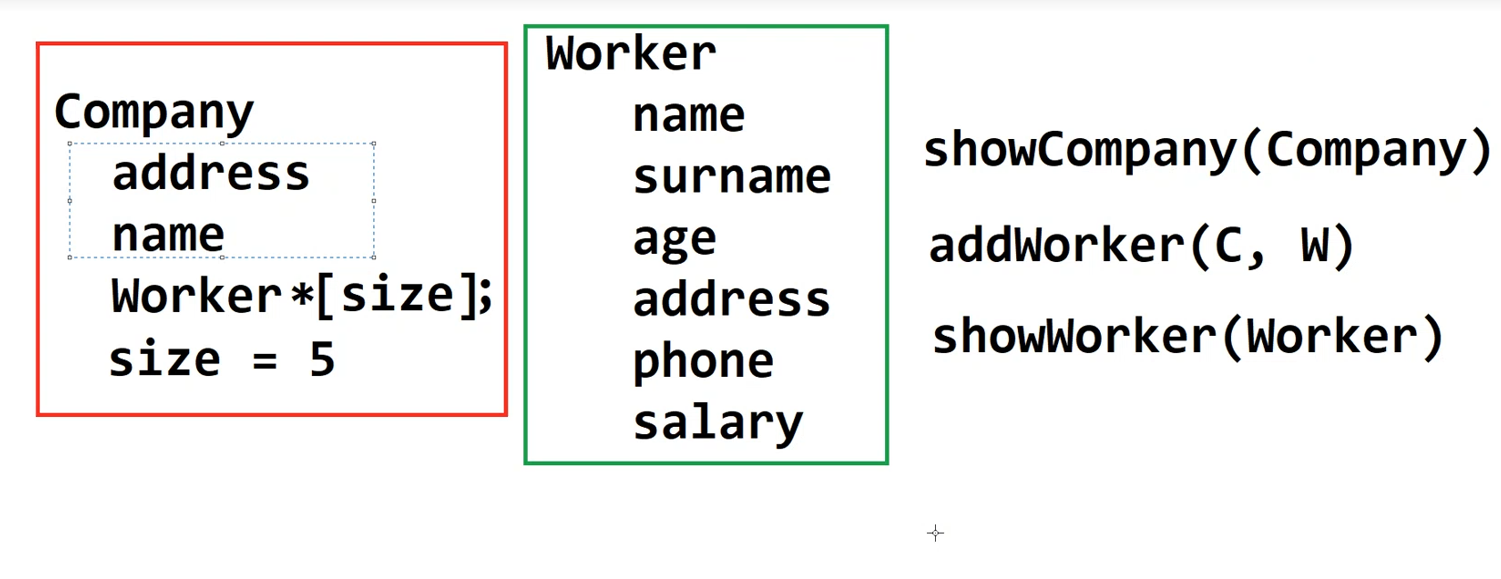 Company
address
name
Worker*[size];
size = 5
Worker
name
surname
age
address
phone
salary
showCompany(Company)
addWorker(C, W)
showWorker(Worker)